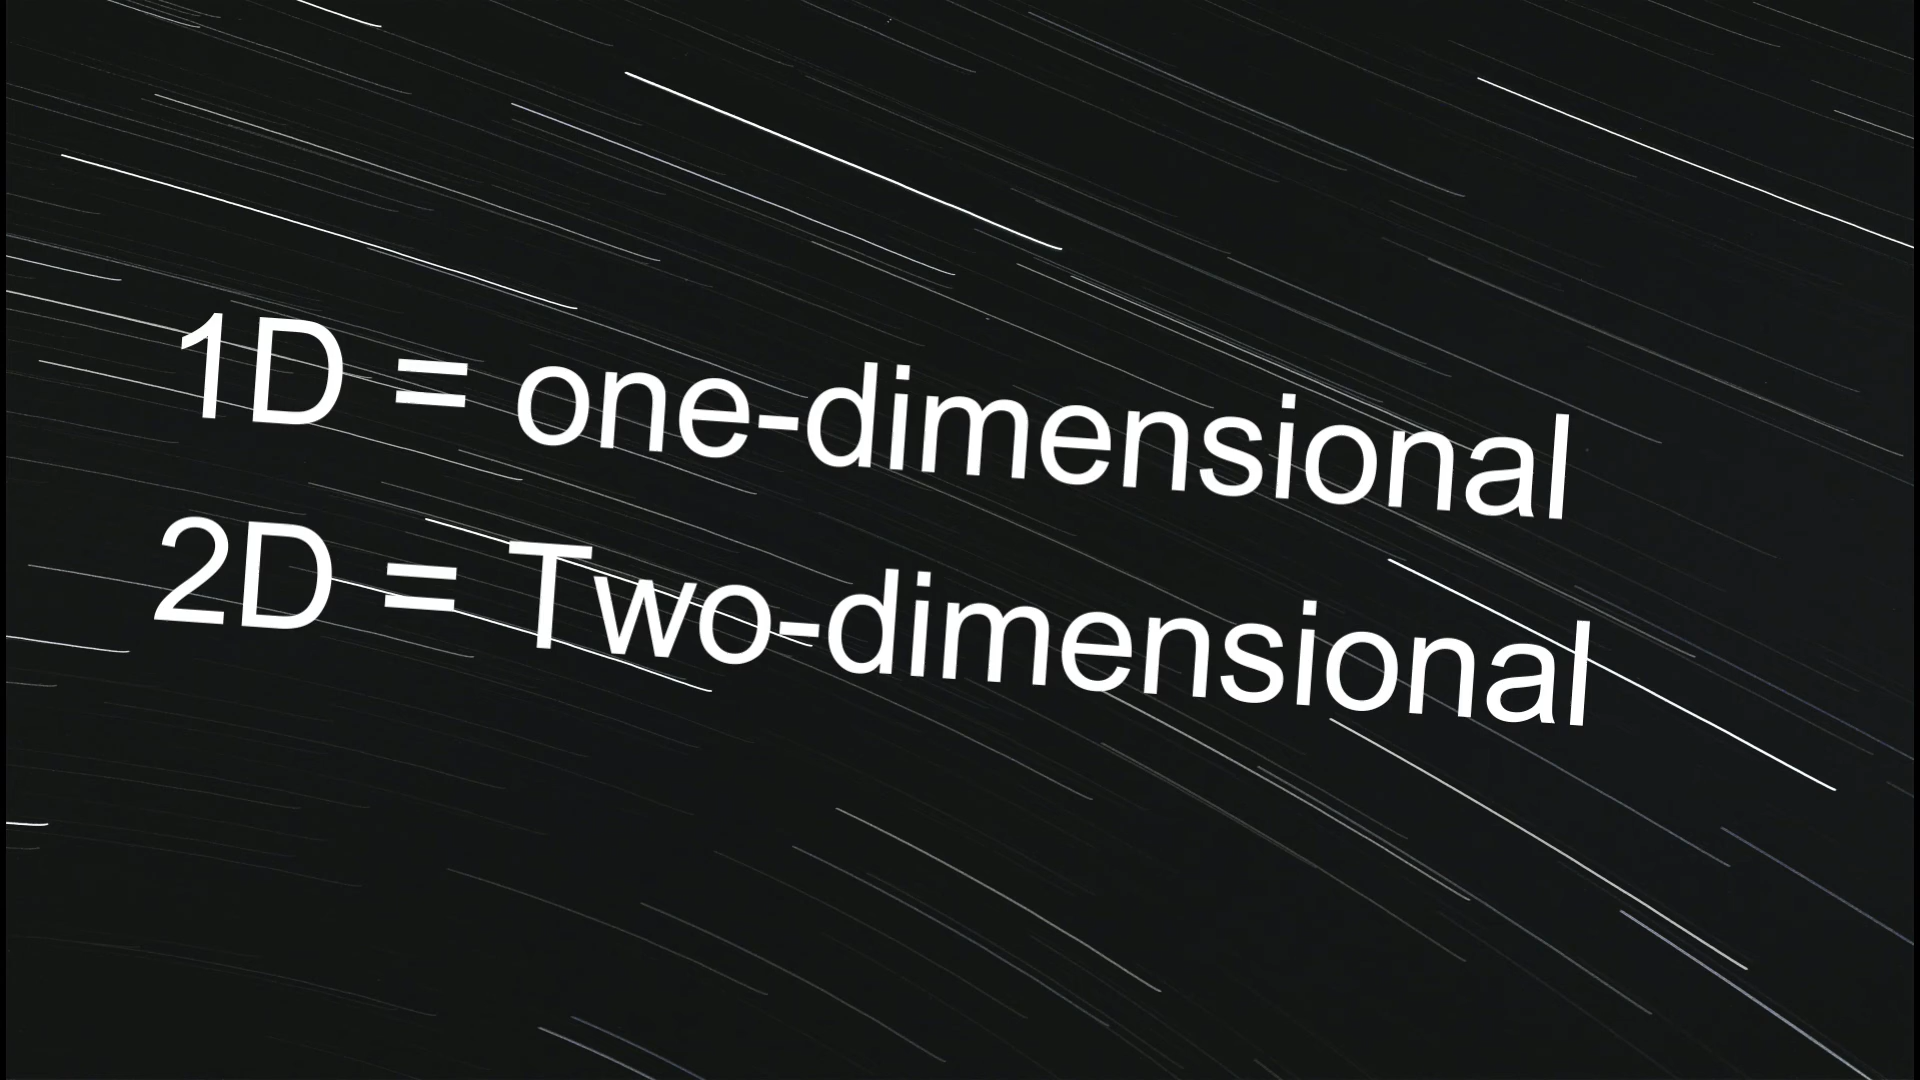 1D = one-dimensional
2D = Two-dimensional